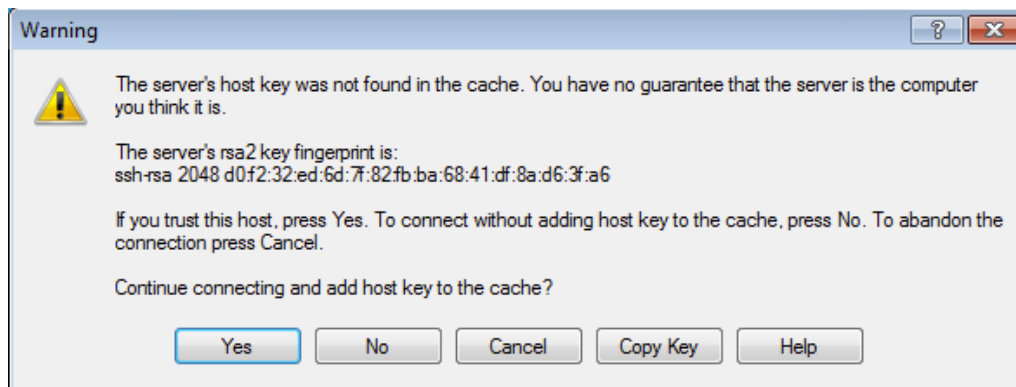 Warning
The server's host key was not found in the cache. You have no guarantee that the server is the computer
you think it is.
The server's rsa2 key fingerprint is:
ssh-rsa 2048 d0:f2:32:ed:6d:7f:82:fb:ba:68:41:df:8a:d6:3f:a6
If you trust this host, press Yes. To connect without adding host key to the cache, press No. To abandon the
connection press Cancel.
Continue connecting and add host key to the cache?
Yes No Cancel Copy Key Help